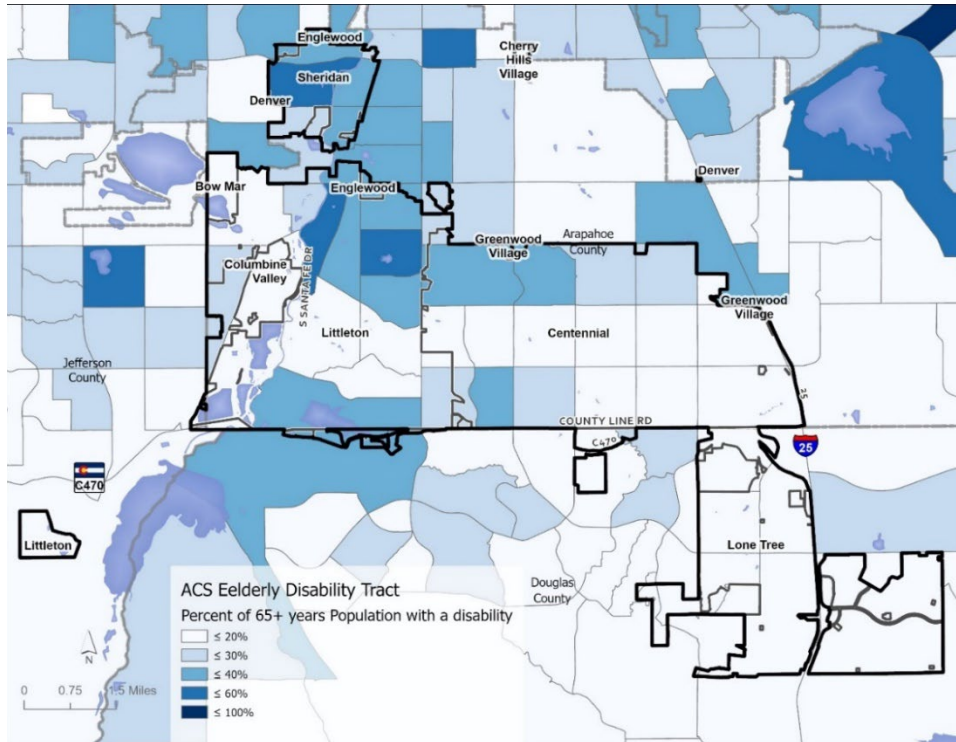 Englewood
Cherry
Hills
Village
Sheridan
Denver
Denver
Bow Mar
Englewood
Greenwood
Village
Arapahoe
County
Columbine
Valley
S SANTA FE DR
Greenwood
Village
Littleton
Centennial
Jefferson
County
25
COUNTY LINE RD
C470
25
C470
Littleton
Lone Tree
Douglas
County
ACS Eelderly Disability Tract
Percent of 65+ years Population with a disability
≤ 20%
≤ 30%
≤ 40%
≤ 60%
≤ 100%
N
0 0.75 1.5 Miles